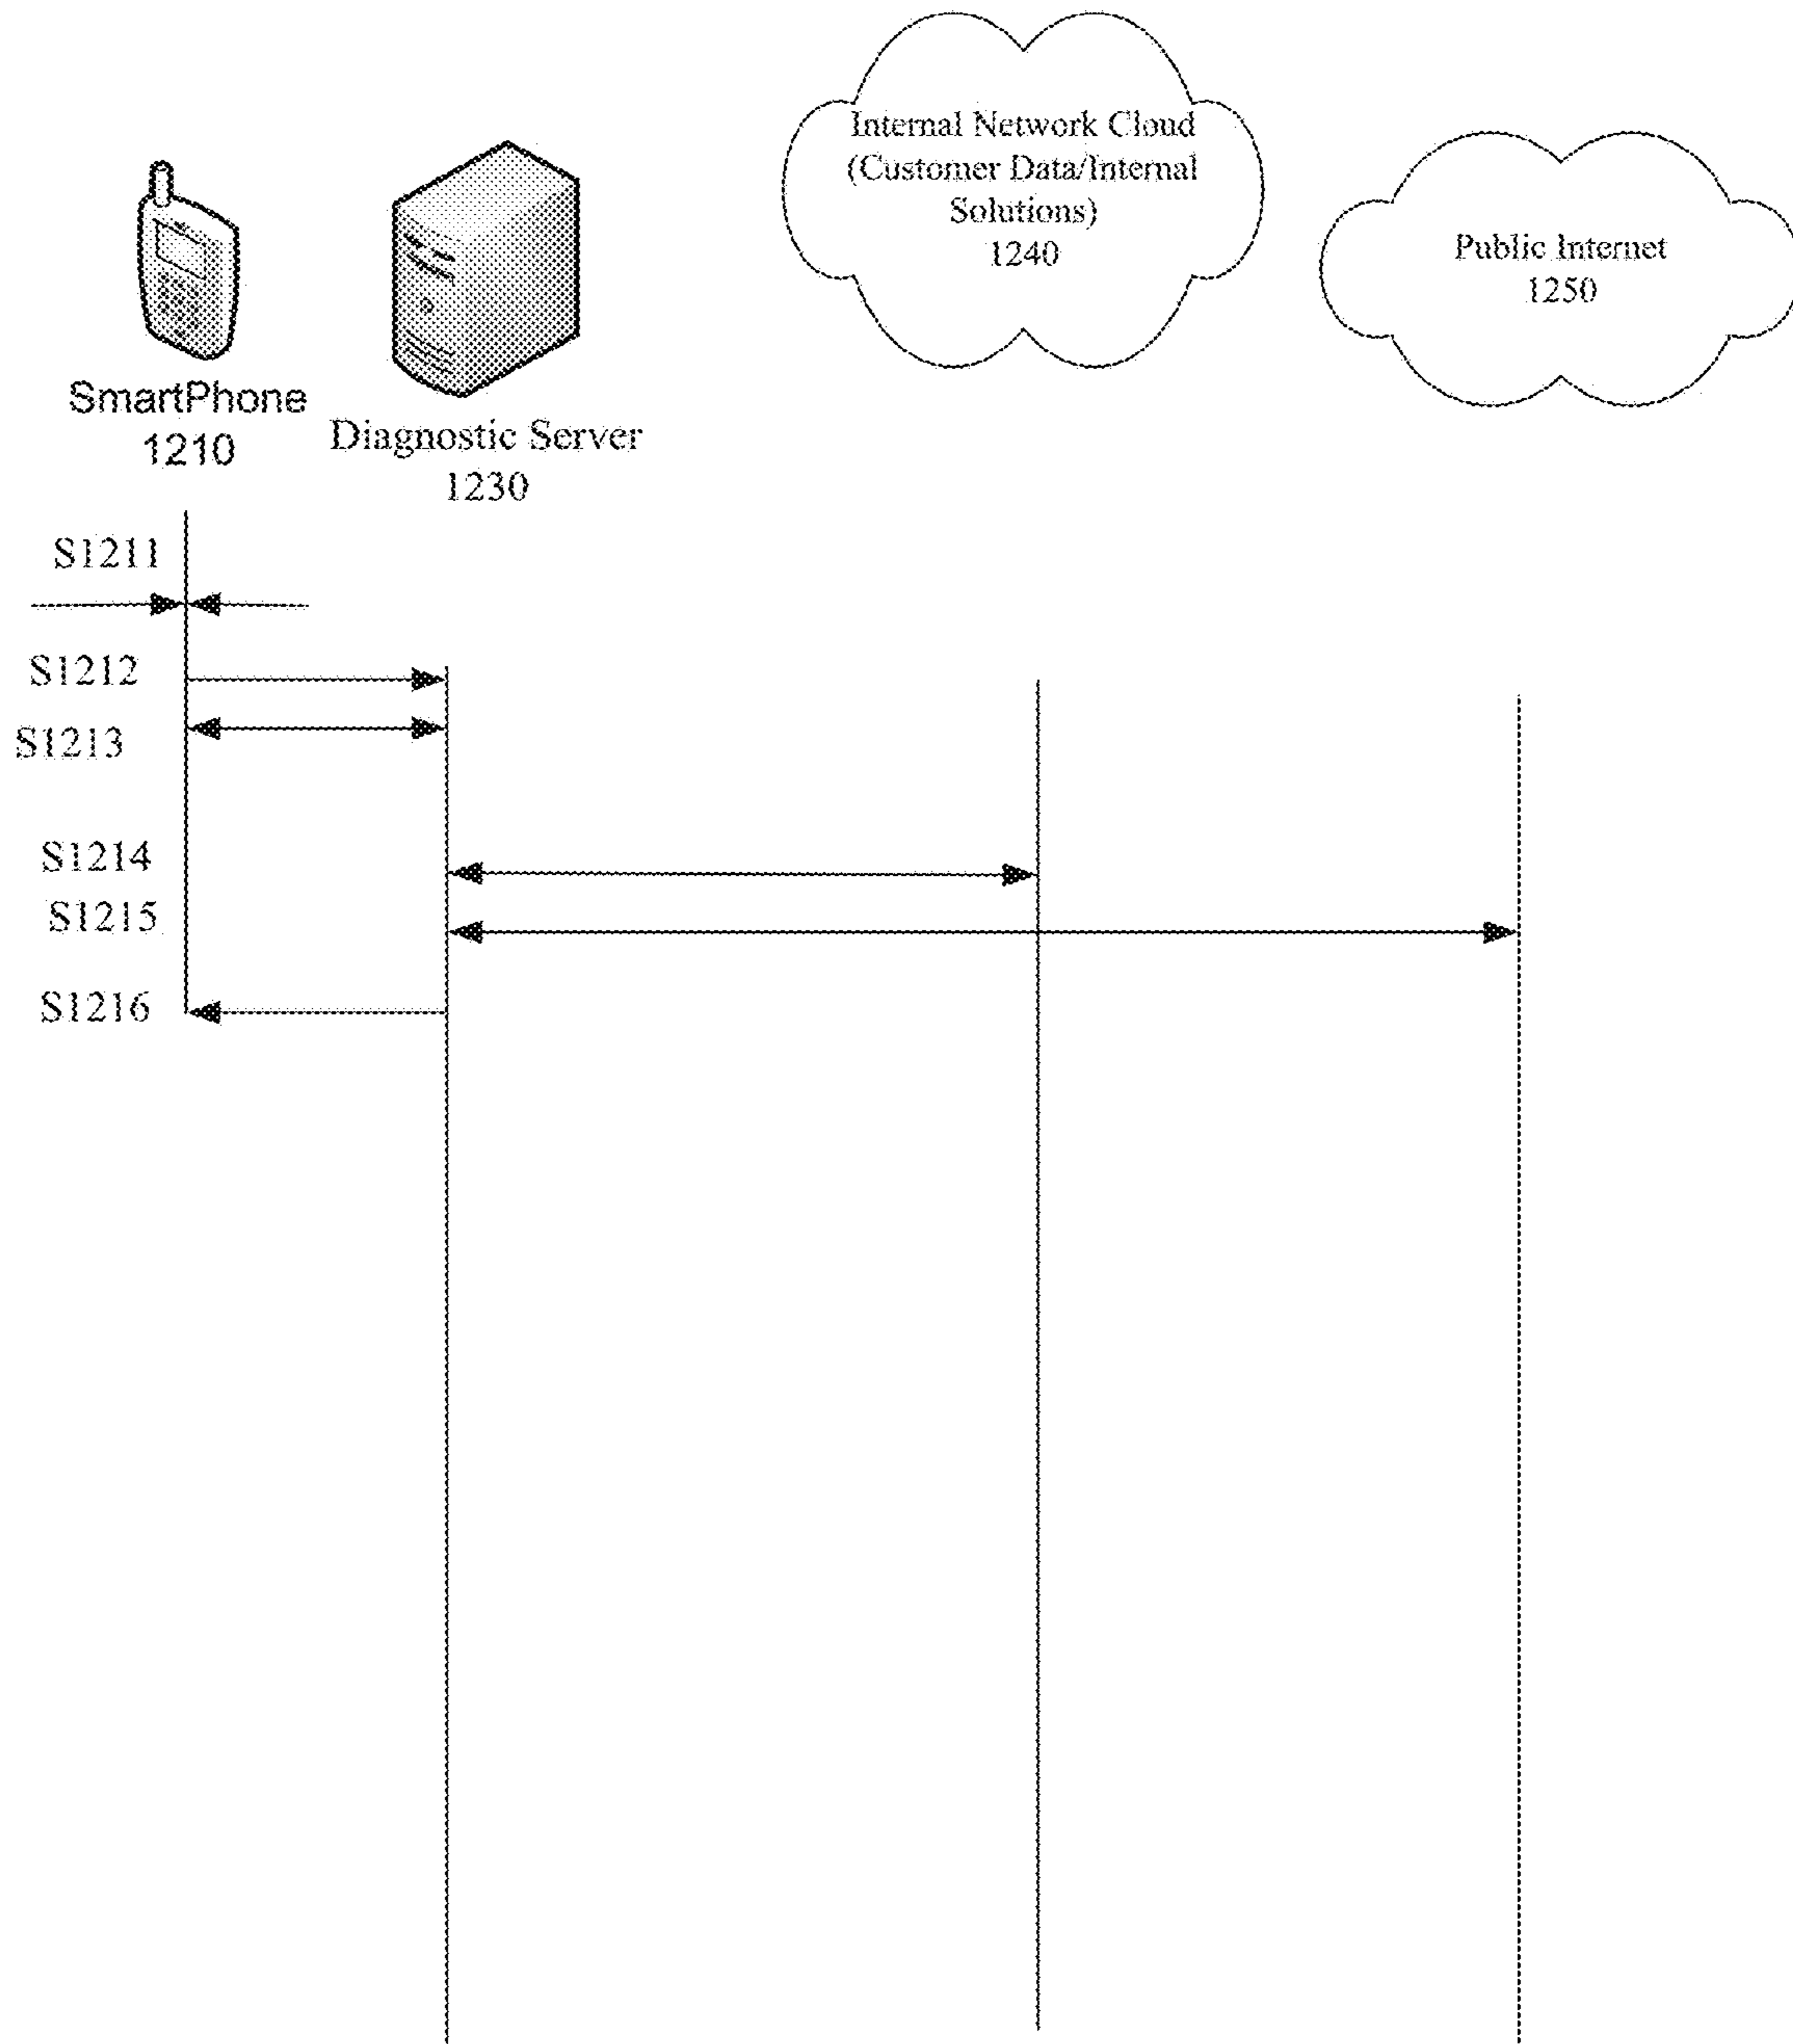 Internal Network Cloud
(Customer Data/Internal
Solutions)
1240
Public Internet
1250
SmartPhone
1210
Diagnostic Server
1230
S1211
S1212
S1213
S1214
S1215
S1216